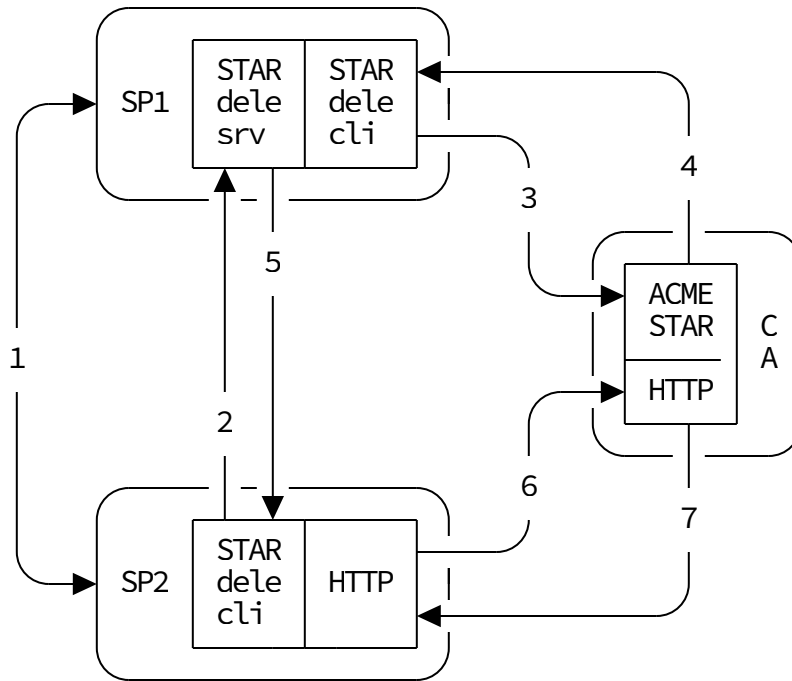 STAR
dele
srv
STAR
dele
cli
SP1
4
3
5
ACME
STAR
C
A
1
HTTP
2
6
7
STAR
dele
cli
SP2
HTTP